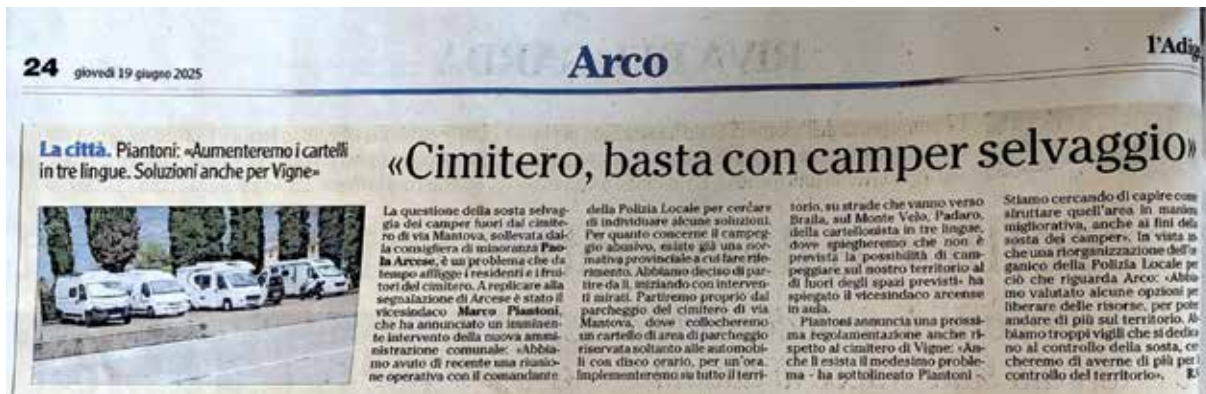 24 giovedì 19 giugno 2025
Arco
l'Adig
La città. Piantoni: «Aumenteremo i cartelli
in tre lingue. Soluzioni anche per Vigne»
«Cimitero, basta con camper selvaggio»
La questione della sosta selvag-
gia dei camper fuori dal cimite-
ro di via Mantova, sollevata dal-
la consigliera di minoranza Pao-
la Arcese, è un problema che da
tempo affligge i residenti e i frui-
tori del cimitero. A replicare alla
segnalazione di Arcese è stato il
vicesindaco Marco Piantoni,
che ha annunciato un imminen-
te intervento della nuova ammi-
nistrazione comunale: «Abbia-
mo avuto di recente una riunio-
ne operativa con il comandante
della Polizia Locale per cercare
di individuare alcune soluzioni.
Per quanto concerne il campeg-
gio abusivo, esiste già una nor-
mativa provinciale a cui fare rife-
rimento. Abbiamo deciso di par-
tire da lì, iniziando con interven-
ti mirati. Partiremo proprio dal
parcheggio del cimitero di via
Mantova, dove collocheremo
un cartello di area di parcheggio
riservata soltanto alle automobi-
li con disco orario, per un'ora.
Implementeremo su tutto il terri-
torio, su strade che vanno verso
Braila, sul Monte Velo, Padaro,
della cartellonistica in tre lingue,
dove spiegheremo che non è
prevista la possibilità di cam-
peggiare sul nostro territorio al
di fuori degli spazi previsti» ha
spiegato il vicesindaco arcense
in aula.
Piantoni annuncia una prossi-
ma regolamentazione anche ri-
spetto al cimitero di Vigne: «An-
che lì esista il medesimo proble-
ma - ha sottolineato Piantoni -.
Stiamo cercando di capire come
sfruttare quell'area in maniera
migliorativa, anche ai fini della
sosta dei camper». In vista
che una riorganizzazione dell'o
ganico della Polizia Locale pe
ciò che riguarda Arco: «Abbia
mo valutato alcune opzioni pe
liberare delle risorse, per pote
andare di più sul territorio. Ab
biamo troppi vigili che si dedic
no al controllo della sosta, ce
cheremo di averne di più per i
controllo del territorio».